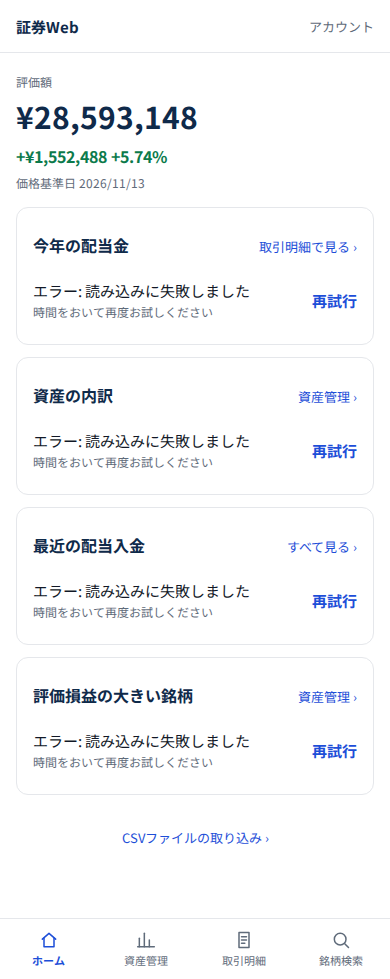 証券Web
アカウント
評価額
¥28,593,148
+¥1,552,488 +5.74%
価格基準日 2026/11/13
今年の配当金
取引明細で見る ›
エラー: 読み込みに失敗しました
時間をおいて再度お試しください
再試行
資産の内訳
資産管理 ›
エラー: 読み込みに失敗しました
時間をおいて再度お試しください
再試行
最近の配当入金
すべて見る ›
エラー: 読み込みに失敗しました
時間をおいて再度お試しください
再試行
評価損益の大きい銘柄
資産管理 ›
エラー: 読み込みに失敗しました
時間をおいて再度お試しください
再試行
CSVファイルの取り込み ›
ホーム
資産管理
取引明細
銘柄検索